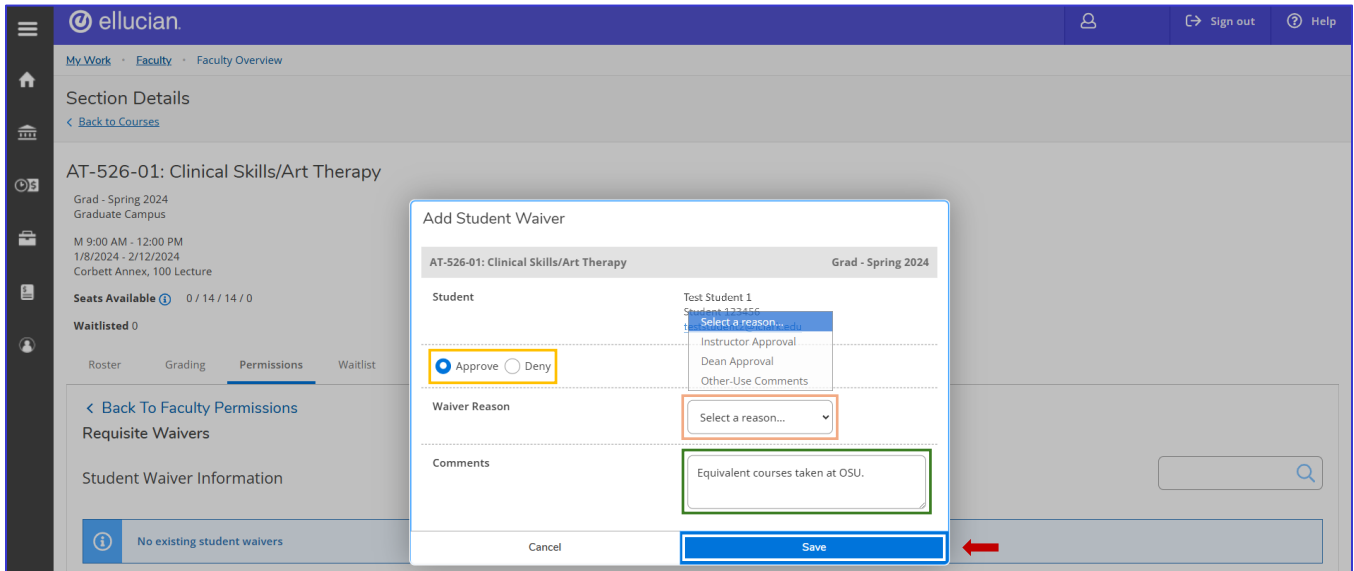 ellucian.
Sign out
Help
My Work · Faculty · Faculty Overview
Section Details
< Back to Courses
AT-526-01: Clinical Skills/Art Therapy
Grad - Spring 2024
Graduate Campus
M 9:00 AM - 12:00 PM
1/8/2024 - 2/12/2024
Corbett Annex, 100 Lecture
Seats Available 0 / 14 / 14 / 0
Waitlisted 0
Roster Grading Permissions Waitlist
< Back To Faculty Permissions
Requisite Waivers
Student Waiver Information
No existing student waivers
Add Student Waiver
AT-526-01: Clinical Skills/Art Therapy Grad - Spring 2024
Student Test Student 1
Student 123456
Select a reason...
Instructor Approval
Dean Approval
Other-Use Comments
Approve Deny
Waiver Reason Select a reason...
Comments Equivalent courses taken at OSU.
Cancel Save